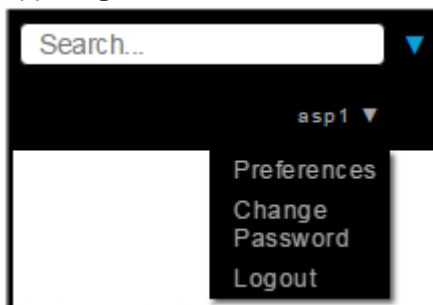 Search...
asp1 ▼
Preferences
Change
Password
Logout